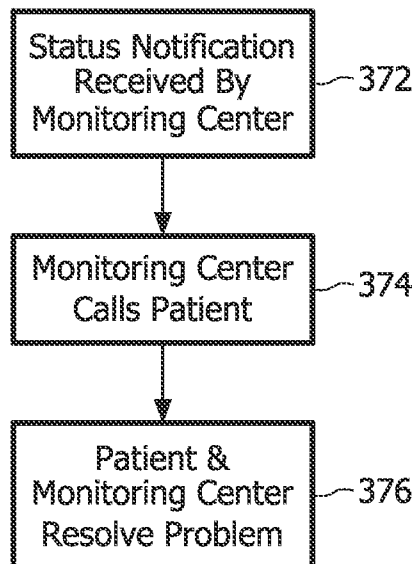 Status Notification
Received By
Monitoring Center
372
Monitoring Center
Calls Patient
374
Patient &
Monitoring Center
Resolve Problem
376